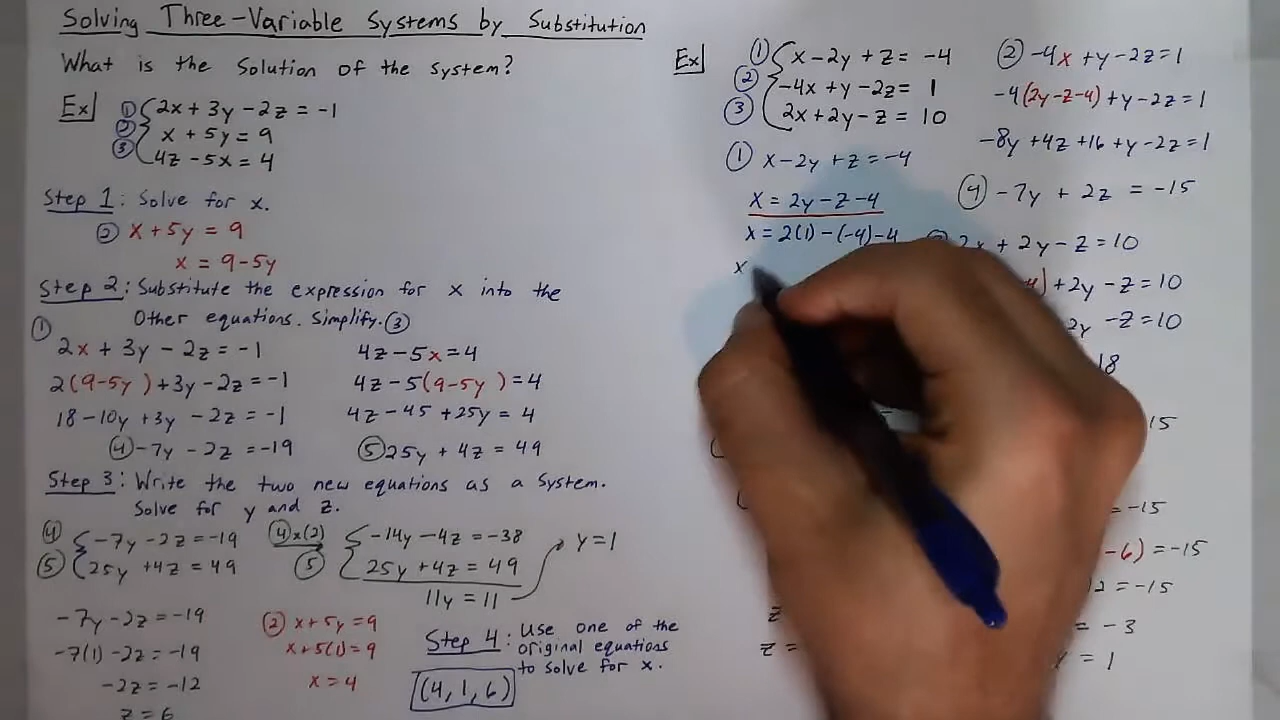 Solving Three-Variable Systems by Substitution
What is the Solution of the system?
Ex
① 2x + 3y - 2z = -1
② x + 5y = 9
③ 4z - 5x = 4
Step 1: Solve for x.
② x + 5y = 9
x = 9-5y
Step 2: Substitute the expression for x into the
Other equations. Simplify.
①
2x + 3y - 2z = -1
2(9-5y) + 3y - 2z = -1
18 - 10y + 3y - 2z = -1
④ -7y - 2z = -19
③
4z - 5x = 4
4z - 5(9-5y) = 4
4z - 45 + 25y = 4
⑤ 25y + 4z = 49
Step 3: Write the two new equations as a System.
Solve for y and z.
④ -7y - 2z = -19
⑤ 25y + 4z = 49
④x(2) -14y - 4z = -38
⑤ 25y + 4z = 49
11y = 11
y = 1
-7y - 2z = -19
-7(1) - 2z = -19
-2z = -12
z = 6
② x + 5y = 9
x + 5(1) = 9
x = 4
Step 4: Use one of the
original equations
to solve for x.
(4, 1, 6)
Ex
① x - 2y + z = -4
② -4x + y - 2z = 1
③ 2x + 2y - z = 10
① x - 2y + z = -4
x = 2y - z - 4
x = 2(1) - (-4) - 4
x
② -4x + y - 2z = 1
-4(2y-z-4) + y - 2z = 1
-8y + 4z + 16 + y - 2z = 1
④ -7y + 2z = -15
2x + 2y - z = 10
+ 2y - z = 10
2y - z = 10
18
15
= -15
-6) = -15
= -15
= -3
= 1
z
z =